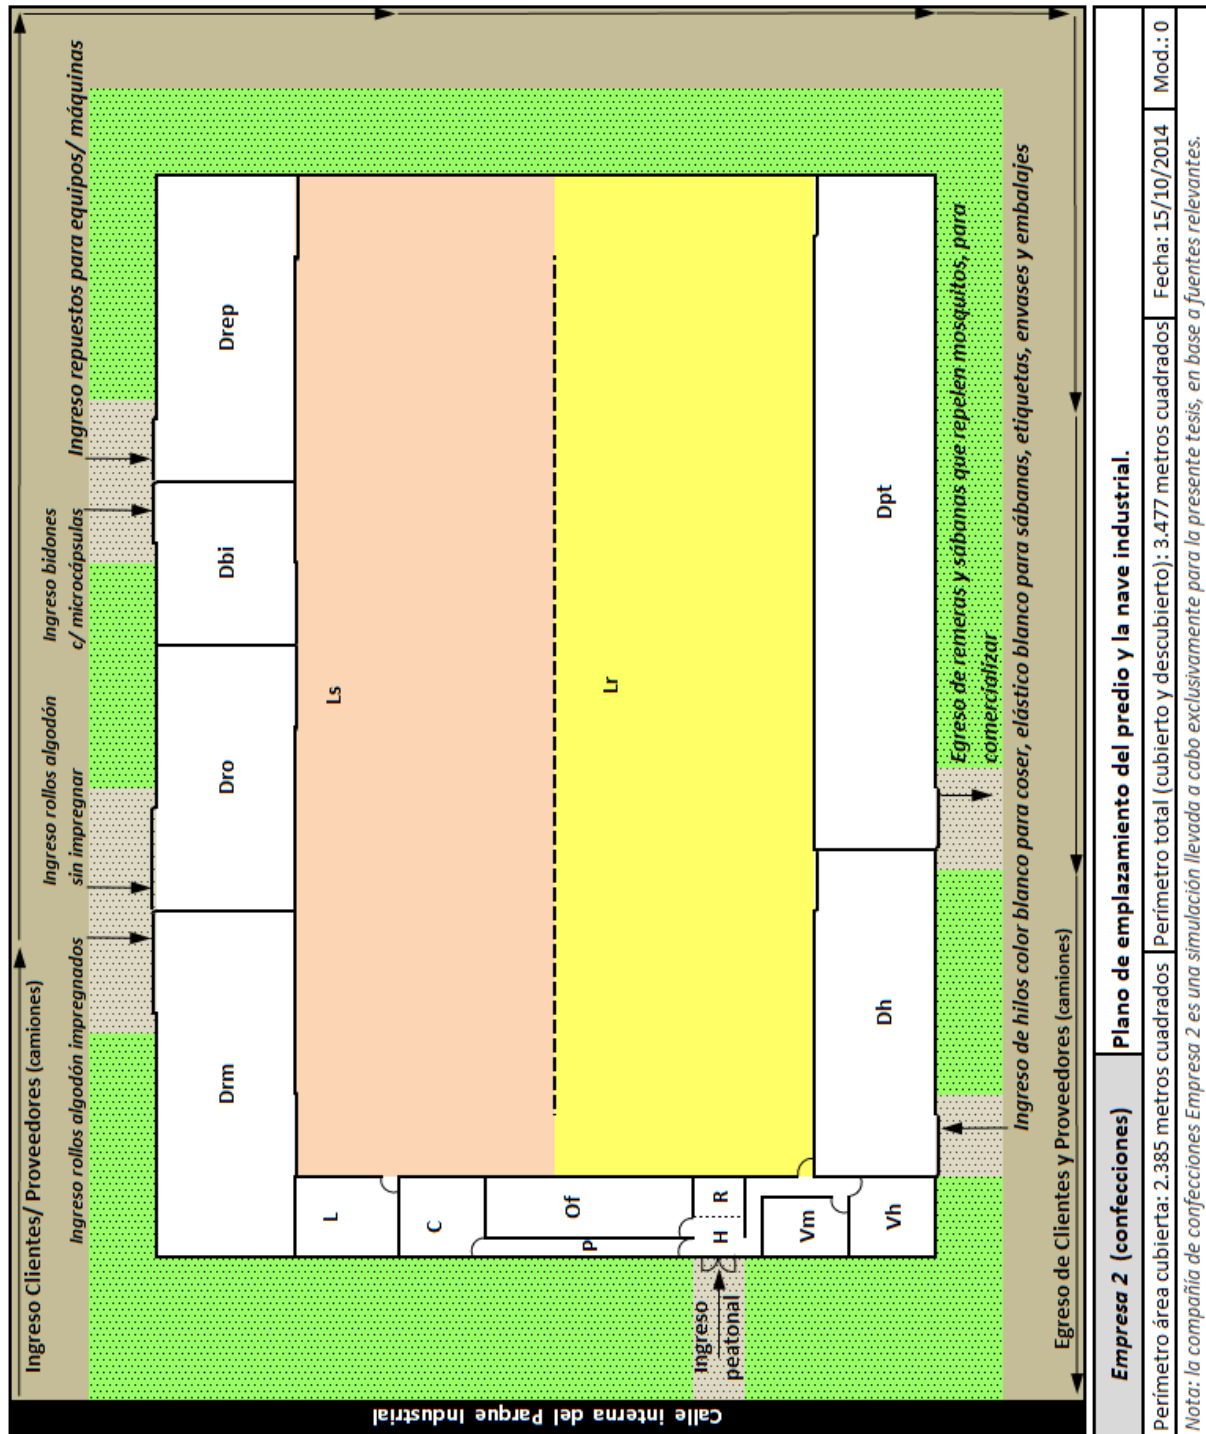 Ingreso Clientes/ Proveedores (camiones)
Ingreso rollos algodón impregnados
Ingreso rollos algodón
sin impregnar
Ingreso bidones
c/ microcápsulas
Ingreso repuestos para equipos/ máquinas
Drm
Dro
Dbi
Drep
L
C
Of
P
H
R
Vm
Vh
Ls
Lr
Dh
Dpt
Ingreso
peatonal
Calle interna del Parque Industrial
Egreso de remeras y sábanas que repelen mosquitos, para
comercializar
Ingreso de hilos color blanco para coser, elástico blanco para sábanas, etiquetas, envases y embalajes
Egreso de Clientes y Proveedores (camiones)
Empresa 2 (confecciones)
Plano de emplazamiento del predio y la nave industrial.
Perímetro área cubierta: 2.385 metros cuadrados
Perímetro total (cubierto y descubierto): 3.477 metros cuadrados
Fecha: 15/10/2014
Mod.: 0
Nota: la compañía de confecciones Empresa 2 es una simulación llevada a cabo exclusivamente para la presente tesis, en base a fuentes relevantes.